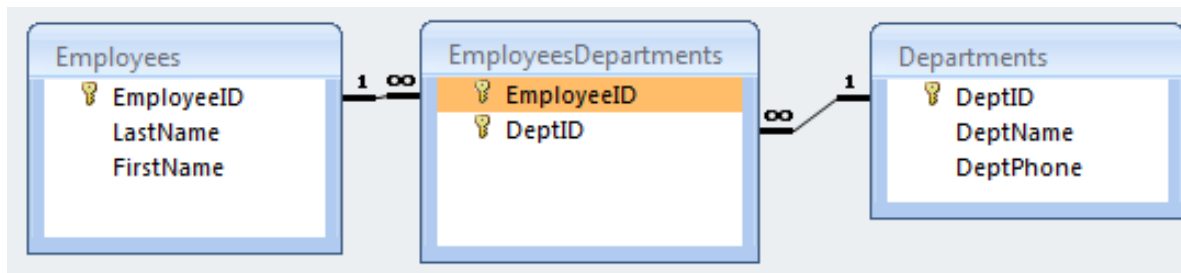 Employees
EmployeeID
LastName
FirstName
1 ∞
EmployeesDepartments
EmployeeID
DeptID
∞ 1
Departments
DeptID
DeptName
DeptPhone